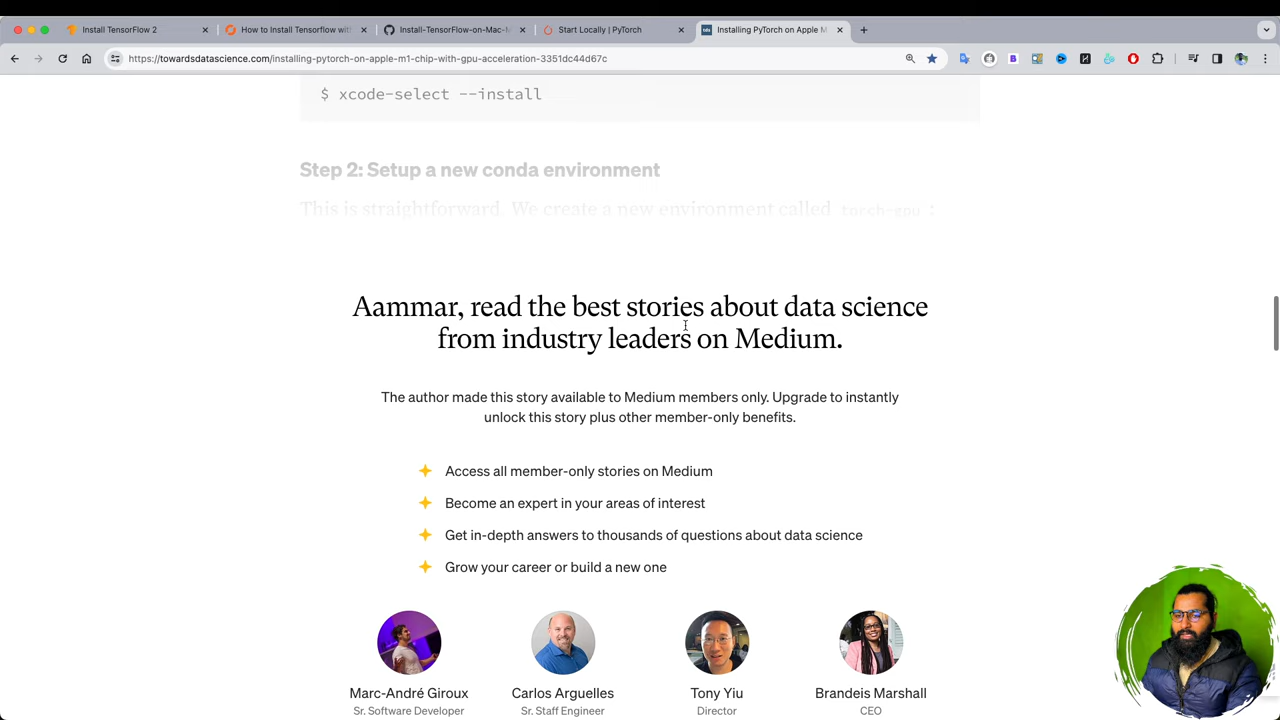 Install TensorFlow 2
How to Install Tensorflow wit
Install-TensorFlow-on-Mac-M
Start Locally | PyTorch
Installing PyTorch on Apple M
https://towardsdatascience.com/installing-pytorch-on-apple-m1-chip-with-gpu-acceleration-3351dc44d67c
$ xcode-select --install
Step 2: Setup a new conda environment
This is straightforward. We create a new environment called torch-gpu :
Aammar, read the best stories about data science
from industry leaders on Medium.
The author made this story available to Medium members only. Upgrade to instantly
unlock this story plus other member-only benefits.
Access all member-only stories on Medium
Become an expert in your areas of interest
Get in-depth answers to thousands of questions about data science
Grow your career or build a new one
Marc-André Giroux
Carlos Arguelles
Tony Yiu
Brandeis Marshall
Sr. Software Developer
Sr. Staff Engineer
Director
CEO